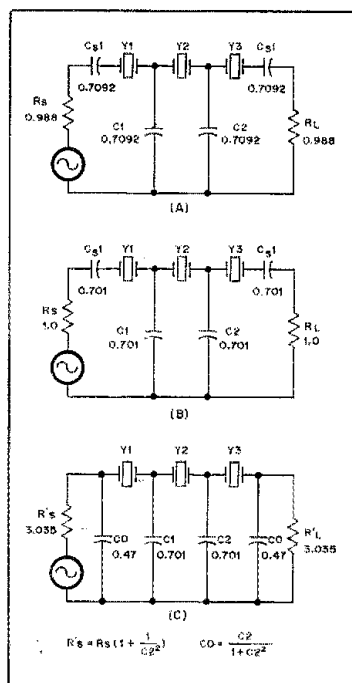 Cs1 Y1 Y2 Y3 Cs1
0.7092 0.7092
Rs
0.988
C1
0.7092
C2
0.7092
RL
0.988
(A)
Cs1 Y1 Y2 Y3 Cs1
0.701 0.701
Rs
1.0
C1
0.701
C2
0.701
RL
1.0
(B)
Y1 Y2 Y3
R's
3.035
C0
0.47
C1
0.701
C2
0.701
C0
0.47
R'L
3.035
(C)
R's = Rs (1 + 1/C2²) C0 = C2/1+C2²